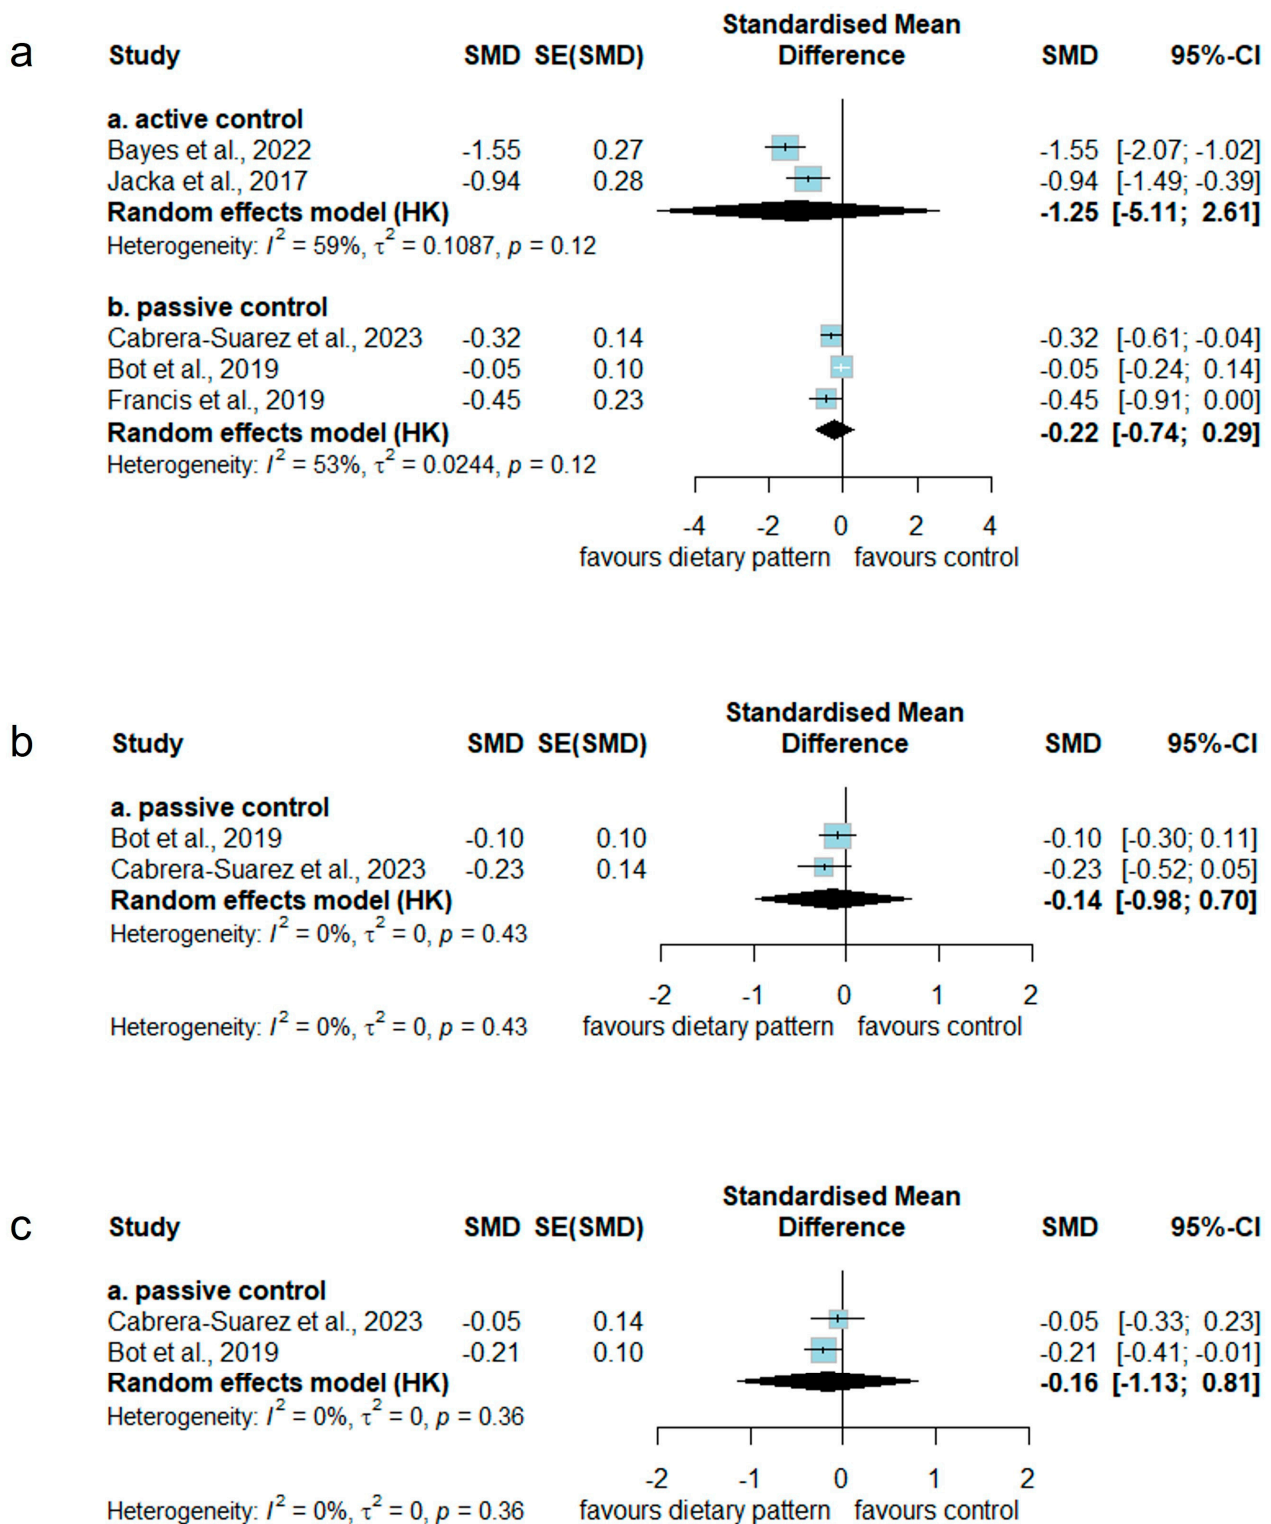 a
Study SMD SE(SMD) Standardised Mean Difference SMD 95%-CI
a. active control
Bayes et al., 2022 -1.55 0.27 -1.55 [-2.07; -1.02]
Jacka et al., 2017 -0.94 0.28 -0.94 [-1.49; -0.39]
Random effects model (HK) -1.25 [-5.11; 2.61]
Heterogeneity: I² = 59%, τ² = 0.1087, p = 0.12
b. passive control
Cabrera-Suarez et al., 2023 -0.32 0.14 -0.32 [-0.61; -0.04]
Bot et al., 2019 -0.05 0.10 -0.05 [-0.24; 0.14]
Francis et al., 2019 -0.45 0.23 -0.45 [-0.91; 0.00]
Random effects model (HK) -0.22 [-0.74; 0.29]
Heterogeneity: I² = 53%, τ² = 0.0244, p = 0.12
-4 -2 0 2 4
favours dietary pattern favours control
b
Study SMD SE(SMD) Standardised Mean Difference SMD 95%-CI
a. passive control
Bot et al., 2019 -0.10 0.10 -0.10 [-0.30; 0.11]
Cabrera-Suarez et al., 2023 -0.23 0.14 -0.23 [-0.52; 0.05]
Random effects model (HK) -0.14 [-0.98; 0.70]
Heterogeneity: I² = 0%, τ² = 0, p = 0.43
-2 -1 0 1 2
Heterogeneity: I² = 0%, τ² = 0, p = 0.43 favours dietary pattern favours control
c
Study SMD SE(SMD) Standardised Mean Difference SMD 95%-CI
a. passive control
Cabrera-Suarez et al., 2023 -0.05 0.14 -0.05 [-0.33; 0.23]
Bot et al., 2019 -0.21 0.10 -0.21 [-0.41; -0.01]
Random effects model (HK) -0.16 [-1.13; 0.81]
Heterogeneity: I² = 0%, τ² = 0, p = 0.36
-2 -1 0 1 2
Heterogeneity: I² = 0%, τ² = 0, p = 0.36 favours dietary pattern favours control